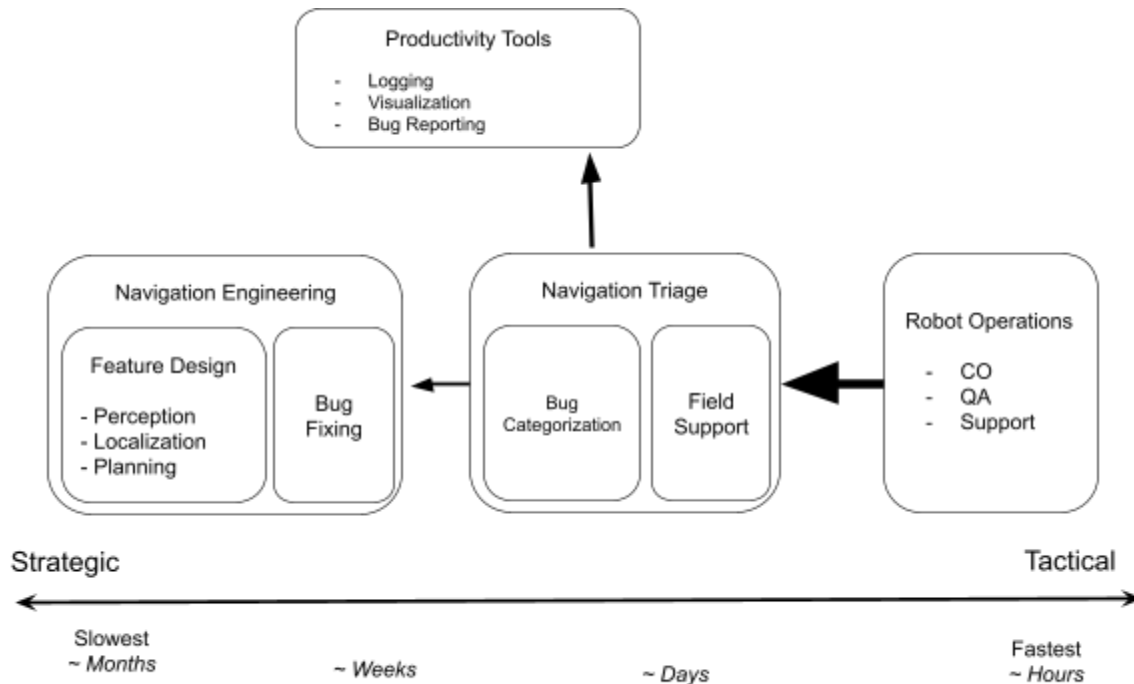 Productivity Tools
- Logging
- Visualization
- Bug Reporting
Navigation Engineering
Feature Design
- Perception
- Localization
- Planning
Bug
Fixing
Navigation Triage
Bug
Categorization
Field
Support
Robot Operations
- CO
- QA
- Support
Strategic
Tactical
Slowest
~ Months
~ Weeks
~ Days
Fastest
~ Hours